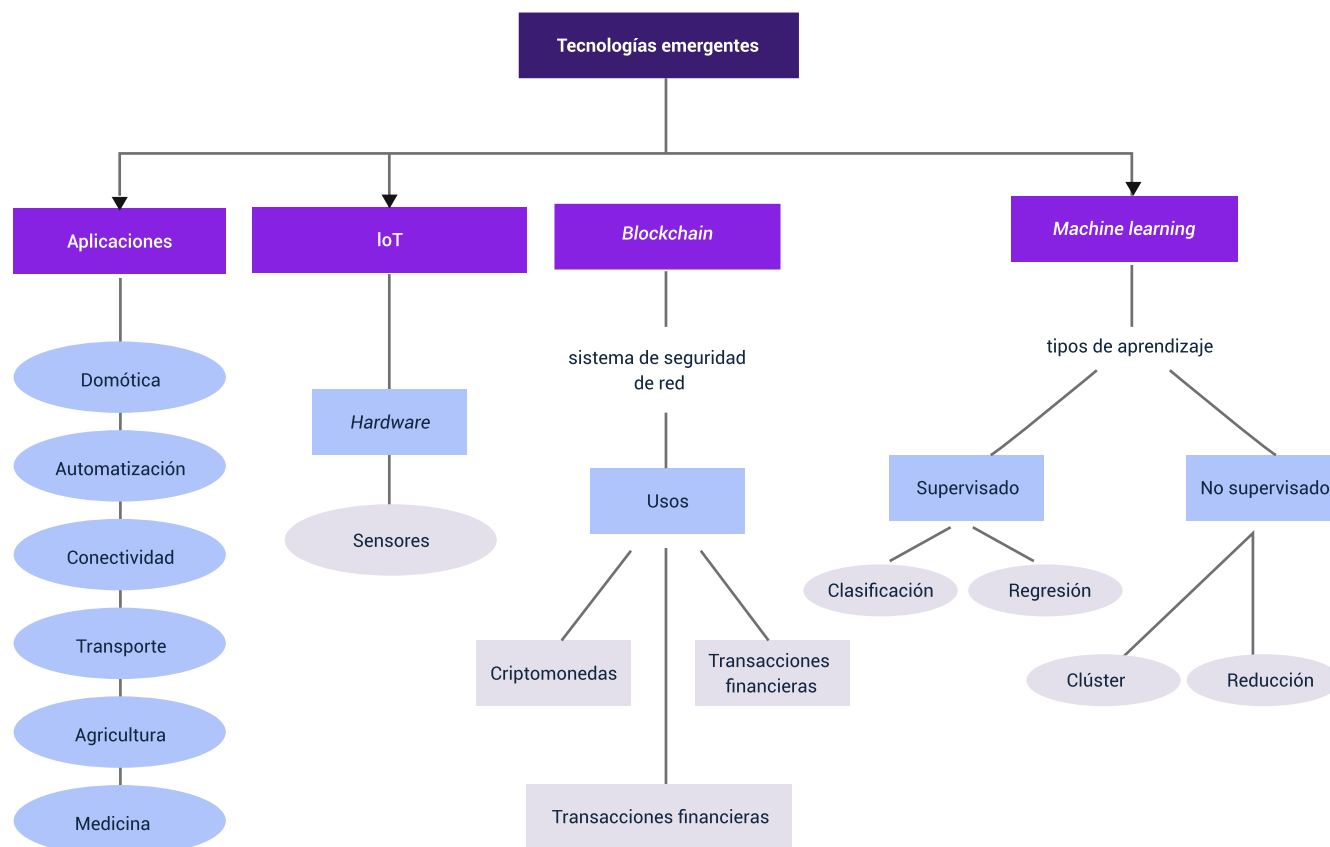 Tecnologías emergentes
Aplicaciones
IoT
Blockchain
Machine learning
Domótica
Automatización
Conectividad
Transporte
Agricultura
Medicina
Hardware
Sensores
sistema de seguridad
de red
Usos
Criptomonedas
Transacciones
financieras
Transacciones financieras
tipos de aprendizaje
Supervisado
No supervisado
Clasificación
Regresión
Clúster
Reducción